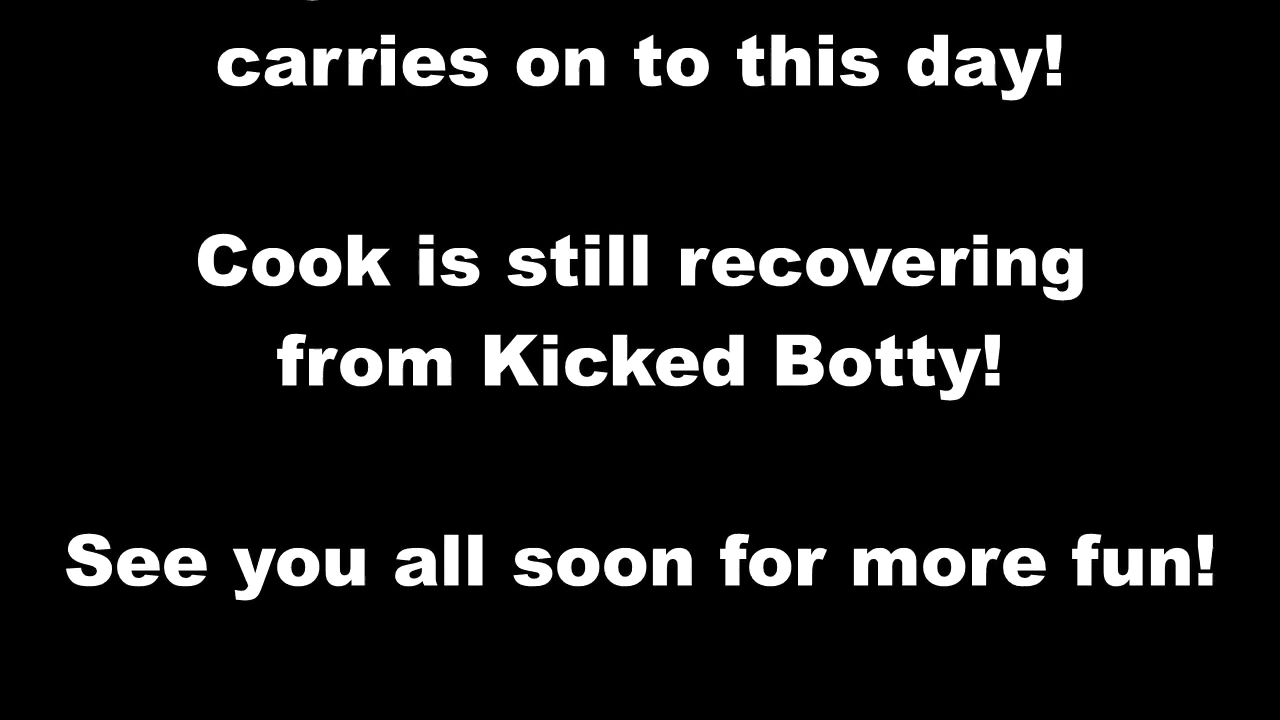 carries on to this day!
Cook is still recovering
from Kicked Botty!
See you all soon for more fun!